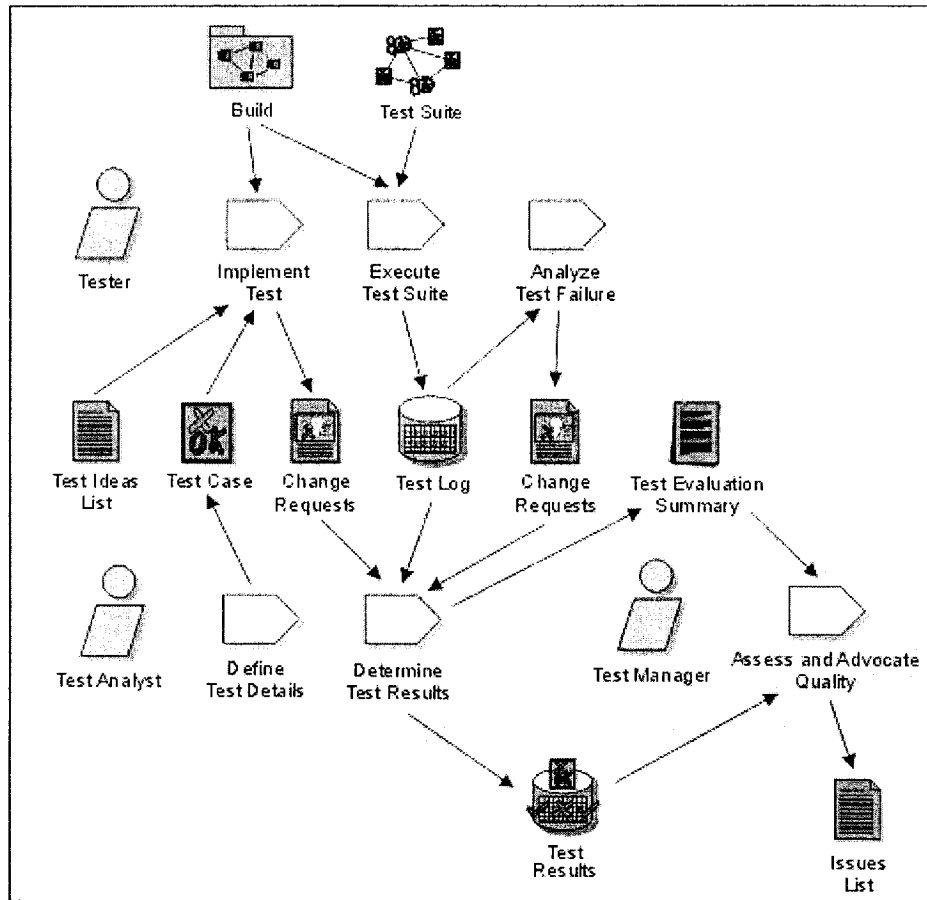 Build
Test Suite
Tester
Implement
Test
Execute
Test Suite
Analyze
Test Failure
OK
Test Ideas
List
Test Case
Change
Requests
Test Log
Change
Requests
Test Evaluation
Summary
Test Analyst
Define
Test Details
Determine
Test Results
Test Manager
Assess and Advocate
Quality
Test
Results
Issues
List